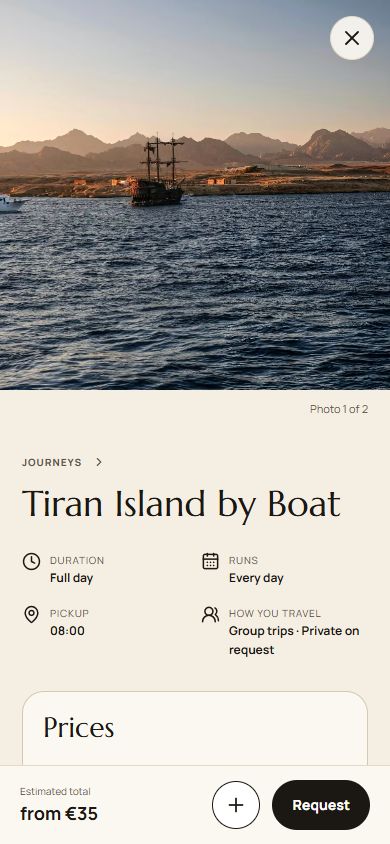 Photo 1 of 2
JOURNEYS
Tiran Island by Boat
DURATION
Full day
RUNS
Every day
PICKUP
08:00
HOW YOU TRAVEL
Group trips · Private on
request
Prices
Estimated total
from €35
Request